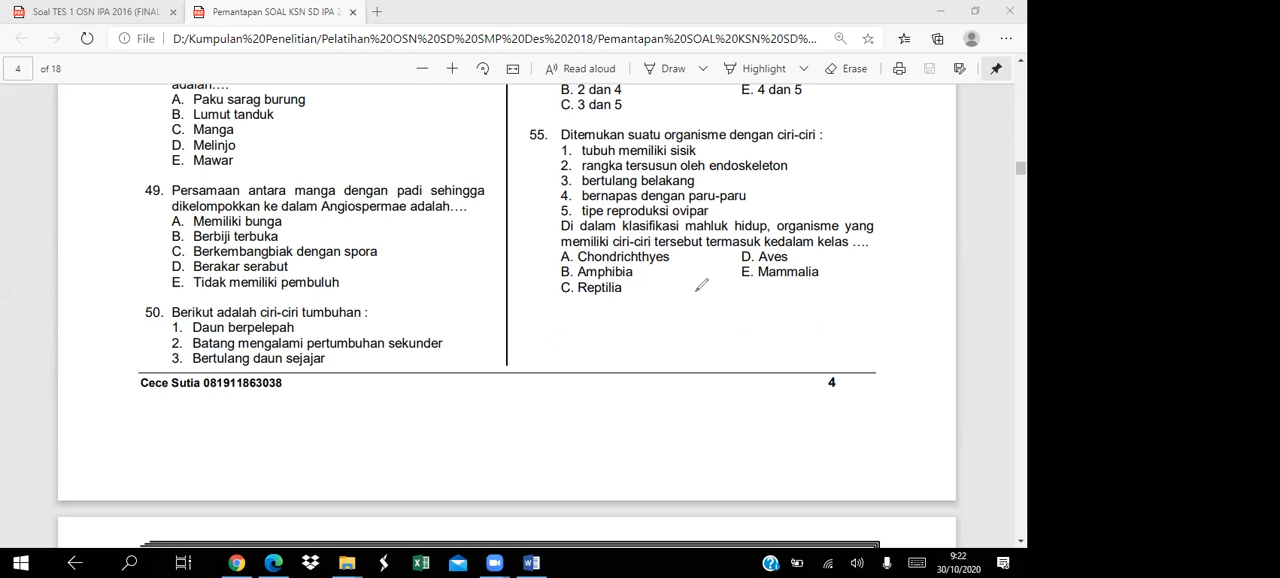 Soal TES 1 OSN IPA 2016 (FINAL
Pemantapan SOAL KSN SD IPA 2
File
D:/Kumpulan%20Penelitian/Pelatihan%20OSN%20SD%20SMP%20Des%202018/Pemantapan%20SOAL%20KSN%20SD%...
4 of 18
Read aloud
Draw
Highlight
Erase
adalah....
A. Paku sarag burung
B. Lumut tanduk
C. Manga
D. Melinjo
E. Mawar
49. Persamaan antara manga dengan padi sehingga
dikelompokkan ke dalam Angiospermae adalah....
A. Memiliki bunga
B. Berbiji terbuka
C. Berkembangbiak dengan spora
D. Berakar serabut
E. Tidak memiliki pembuluh
50. Berikut adalah ciri-ciri tumbuhan :
1. Daun berpelepah
2. Batang mengalami pertumbuhan sekunder
3. Bertulang daun sejajar
B. 2 dan 4 E. 4 dan 5
C. 3 dan 5
55. Ditemukan suatu organisme dengan ciri-ciri :
1. tubuh memiliki sisik
2. rangka tersusun oleh endoskeleton
3. bertulang belakang
4. bernapas dengan paru-paru
5. tipe reproduksi ovipar
Di dalam klasifikasi mahluk hidup, organisme yang
memiliki ciri-ciri tersebut termasuk kedalam kelas ....
A. Chondrichthyes D. Aves
B. Amphibia E. Mammalia
C. Reptilia
Cece Sutia 081911863038 4
9:22
30/10/2020